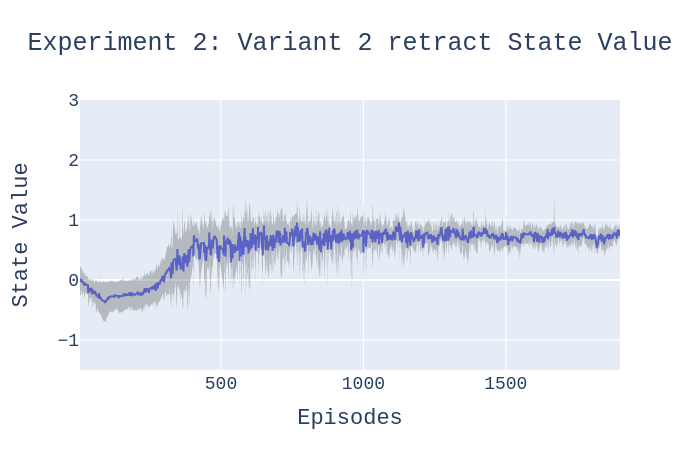 Experiment 2: Variant 2 retract State Value
3
2
1
0
−1
State Value
500
1000
1500
Episodes